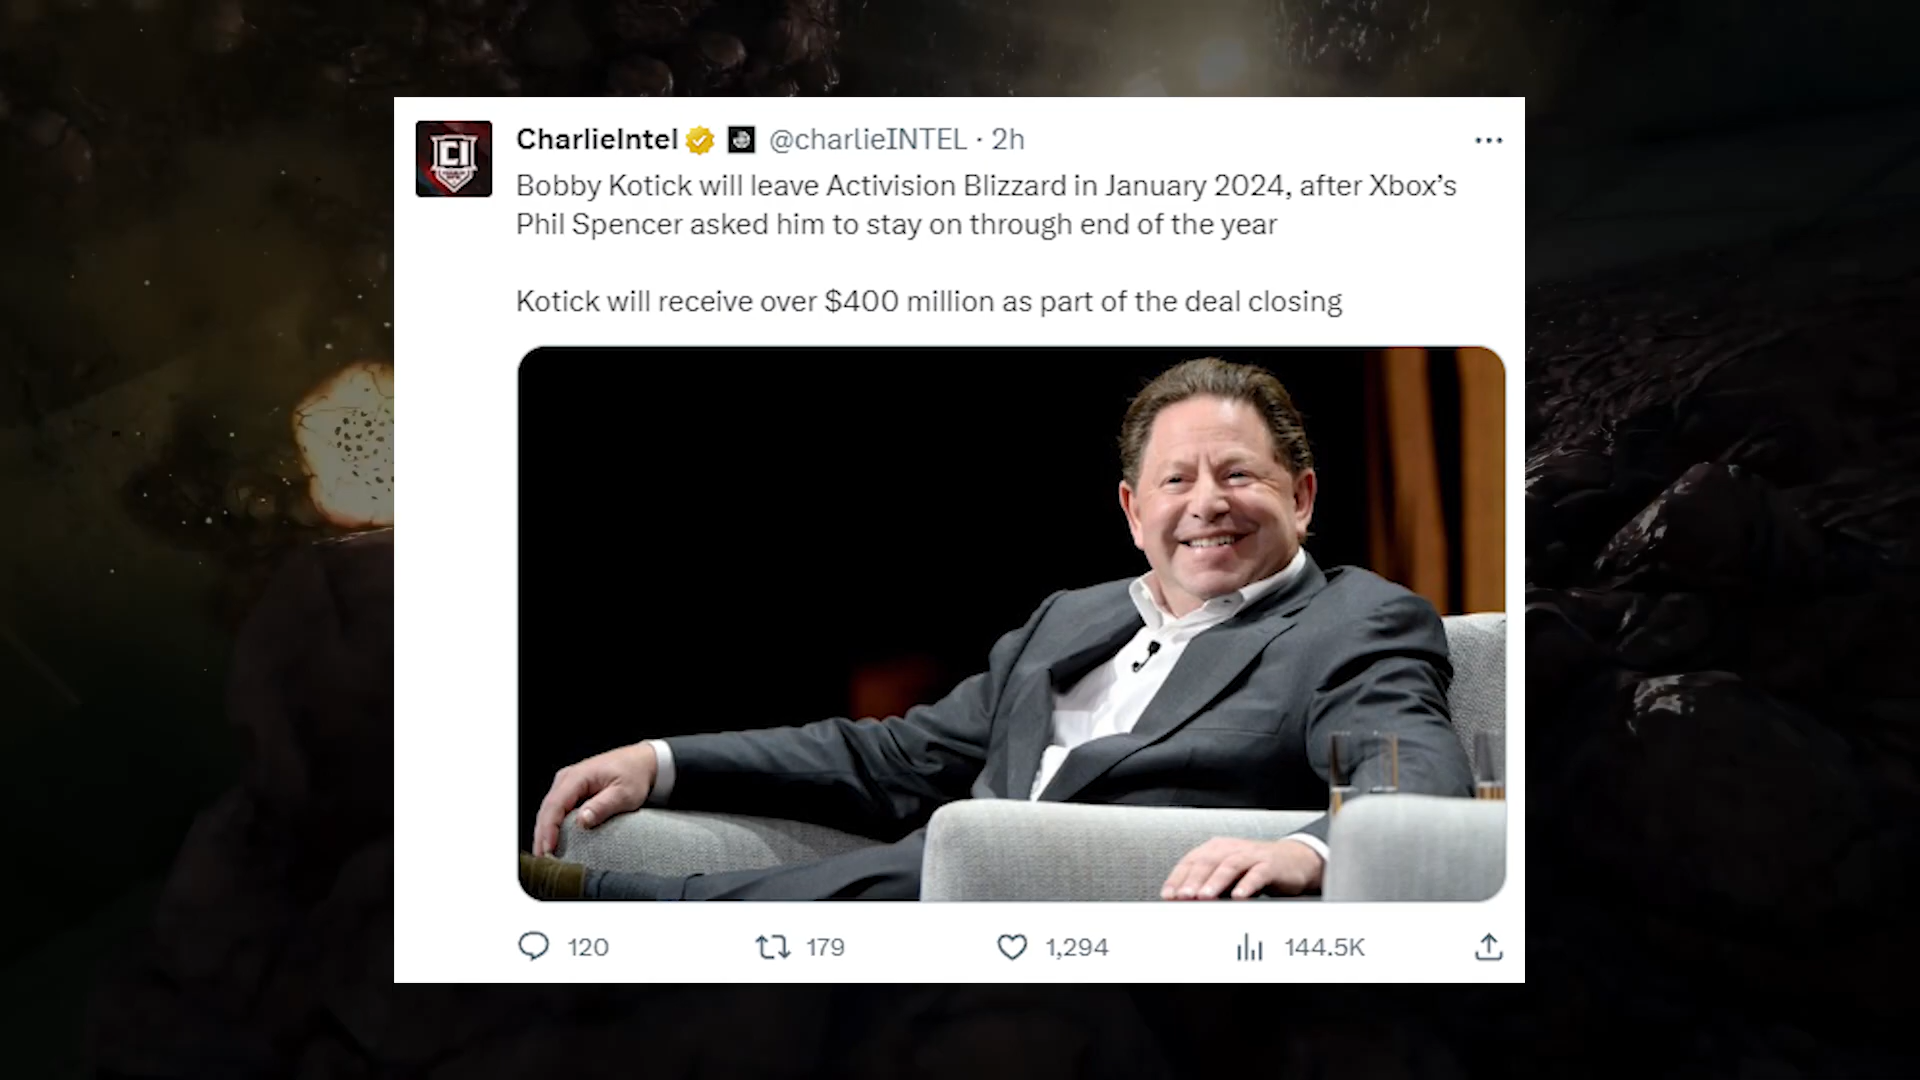 CharlieIntel @charlieINTEL · 2h
Bobby Kotick will leave Activision Blizzard in January 2024, after Xbox’s
Phil Spencer asked him to stay on through end of the year
Kotick will receive over $400 million as part of the deal closing
120 179 1,294 144.5K
CI